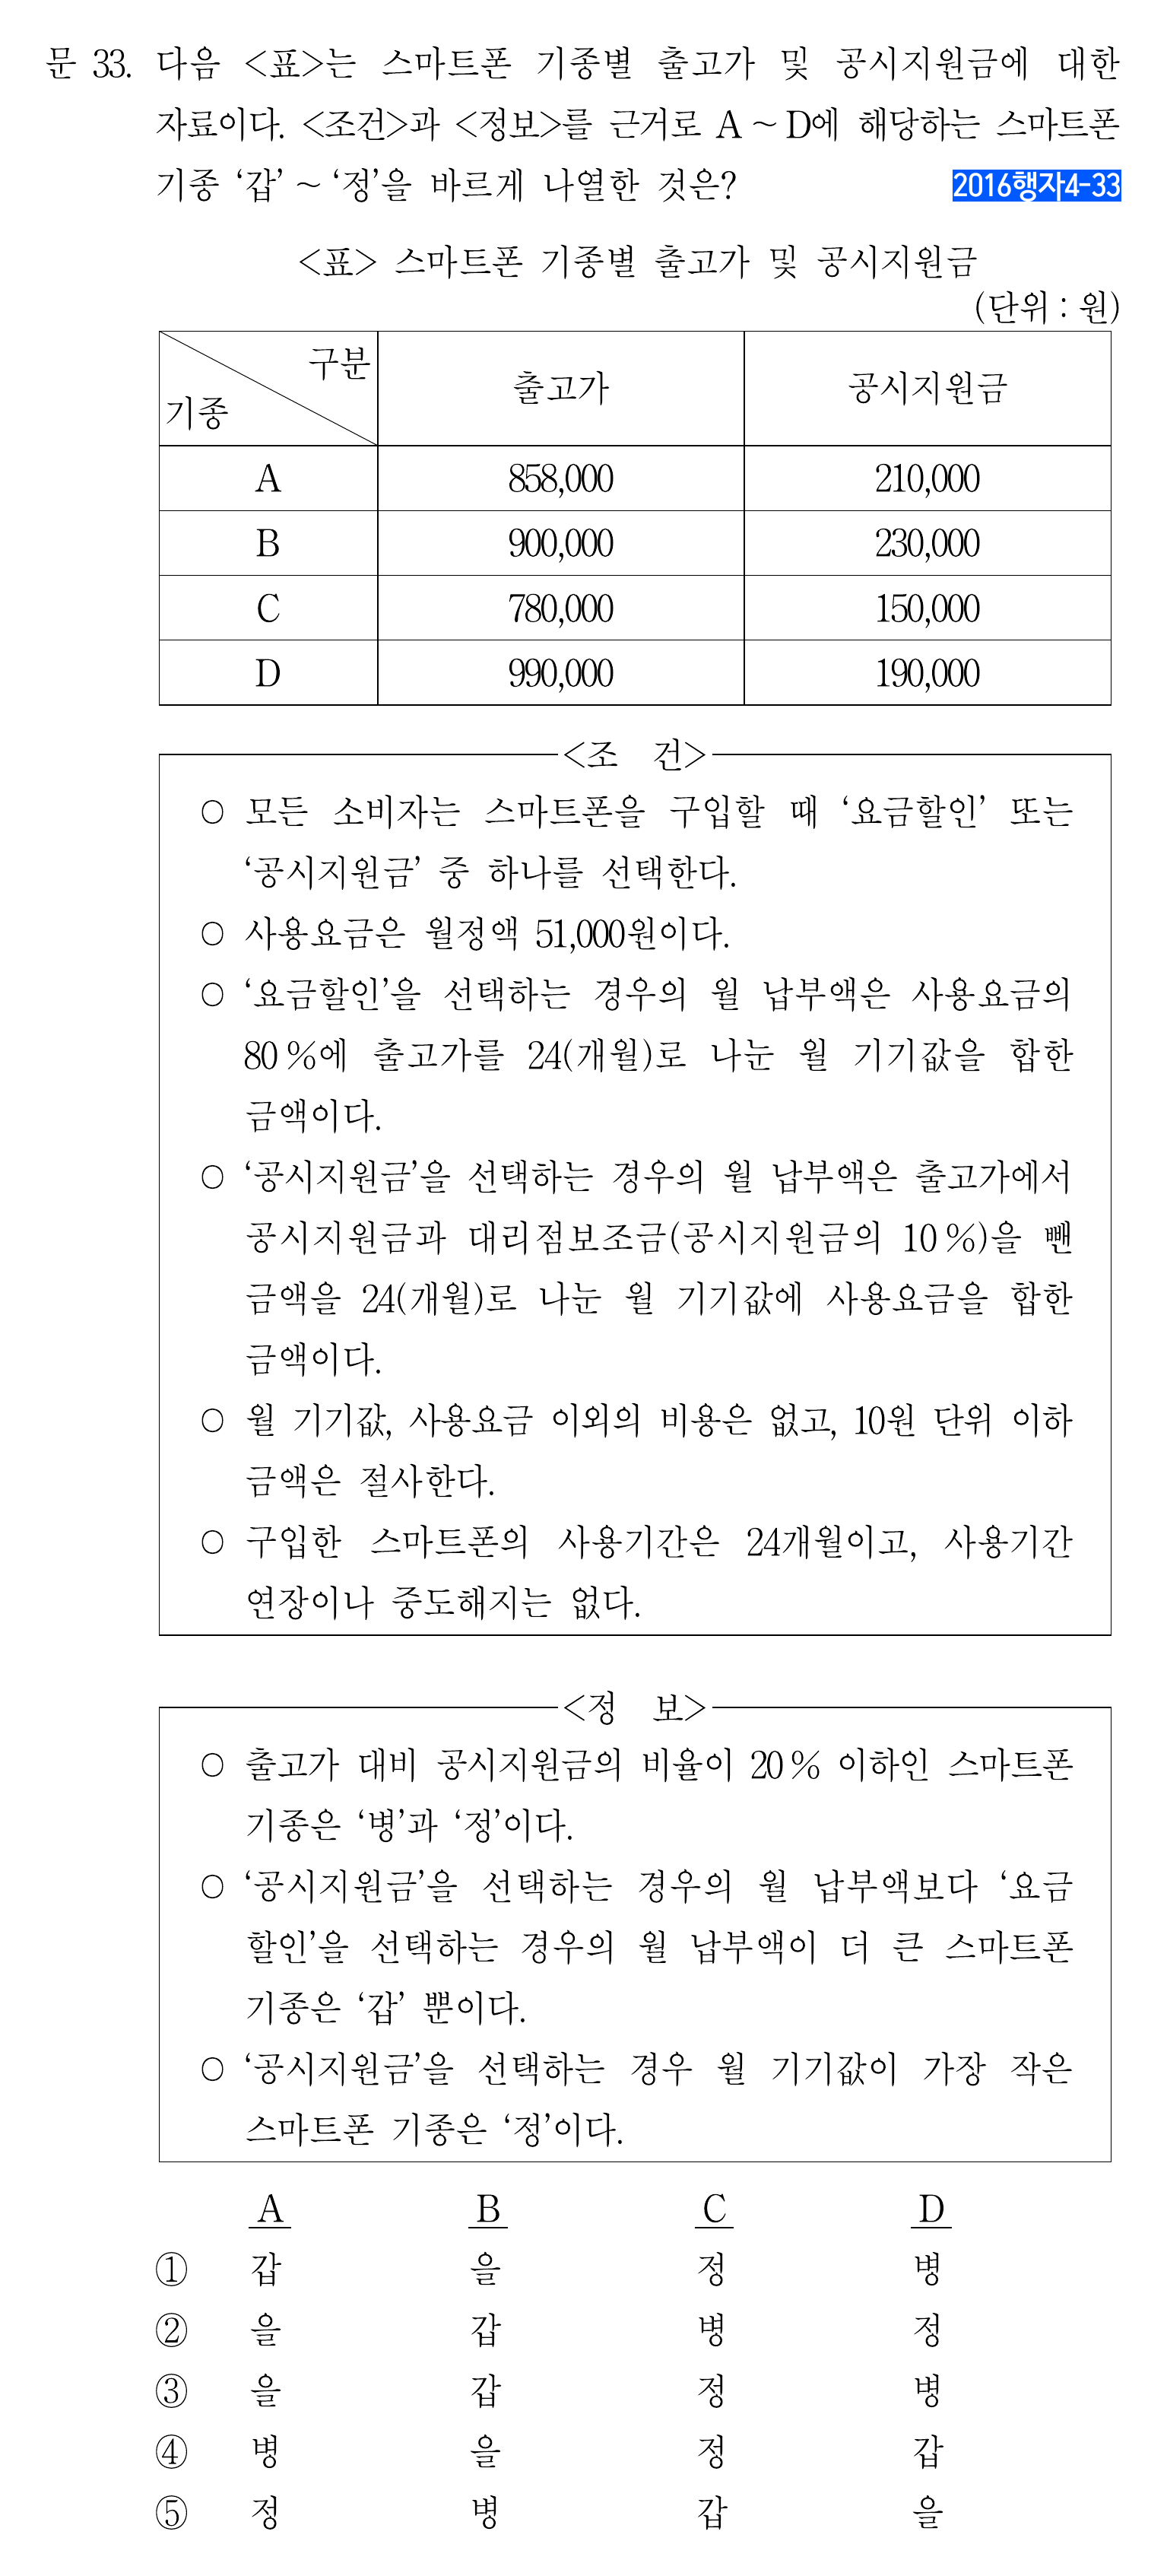 문 33. 다음 <표>는 스마트폰 기종별 출고가 및 공시지원금에 대한
자료이다. <조건>과 <정보>를 근거로 A ~ D에 해당하는 스마트폰
기종 ‘갑’ ~ ‘정’을 바르게 나열한 것은?
2016행자4-33
<표> 스마트폰 기종별 출고가 및 공시지원금
(단위 : 원)
구분
기종
출고가
공시지원금
A 858,000 210,000
B 900,000 230,000
C 780,000 150,000
D 990,000 190,000
<조 건>
○ 모든 소비자는 스마트폰을 구입할 때 ‘요금할인’ 또는
‘공시지원금’ 중 하나를 선택한다.
○ 사용요금은 월정액 51,000원이다.
○ ‘요금할인’을 선택하는 경우의 월 납부액은 사용요금의
80 %에 출고가를 24(개월)로 나눈 월 기기값을 합한
금액이다.
○ ‘공시지원금’을 선택하는 경우의 월 납부액은 출고가에서
공시지원금과 대리점보조금(공시지원금의 10 %)을 뺀
금액을 24(개월)로 나눈 월 기기값에 사용요금을 합한
금액이다.
○ 월 기기값, 사용요금 이외의 비용은 없고, 10원 단위 이하
금액은 절사한다.
○ 구입한 스마트폰의 사용기간은 24개월이고, 사용기간
연장이나 중도해지는 없다.
<정 보>
○ 출고가 대비 공시지원금의 비율이 20 % 이하인 스마트폰
기종은 ‘병’과 ‘정’이다.
○ ‘공시지원금’을 선택하는 경우의 월 납부액보다 ‘요금
할인’을 선택하는 경우의 월 납부액이 더 큰 스마트폰
기종은 ‘갑’ 뿐이다.
○ ‘공시지원금’을 선택하는 경우 월 기기값이 가장 작은
스마트폰 기종은 ‘정’이다.
A B C D
① 갑 을 정 병
② 을 갑 병 정
③ 을 갑 정 병
④ 병 을 정 갑
⑤ 정 병 갑 을